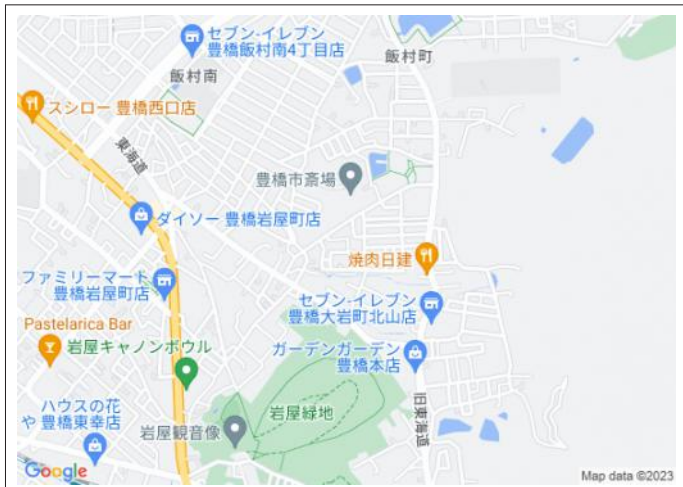 セブン-イレブン
豊橋飯村南4丁目店
飯村町
飯村南
スシロー 豊橋西口店
東海道
豊橋市斎場
ダイソー 豊橋岩屋町店
焼肉日建
ファミリーマート
豊橋岩屋町店
セブン-イレブン
豊橋大岩町北山店
Pastelarica Bar
岩屋キャノンボウル
ガーデンガーデン
豊橋本店
ハウスの花
や 豊橋東幸店
岩屋緑地
旧東海道
岩屋観音像
Google
Map data ©2023